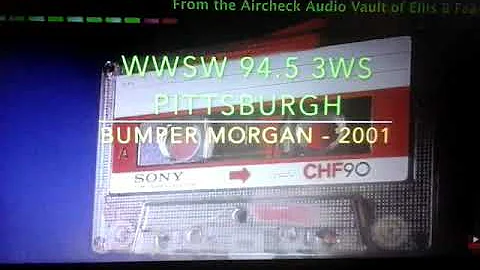 From the Aircheck Audio Vault of Ellis B Fea
WWSW 94.5 3WS
PITTSBURGH
BUMPER MORGAN - 2001
A
SONY
CHF90